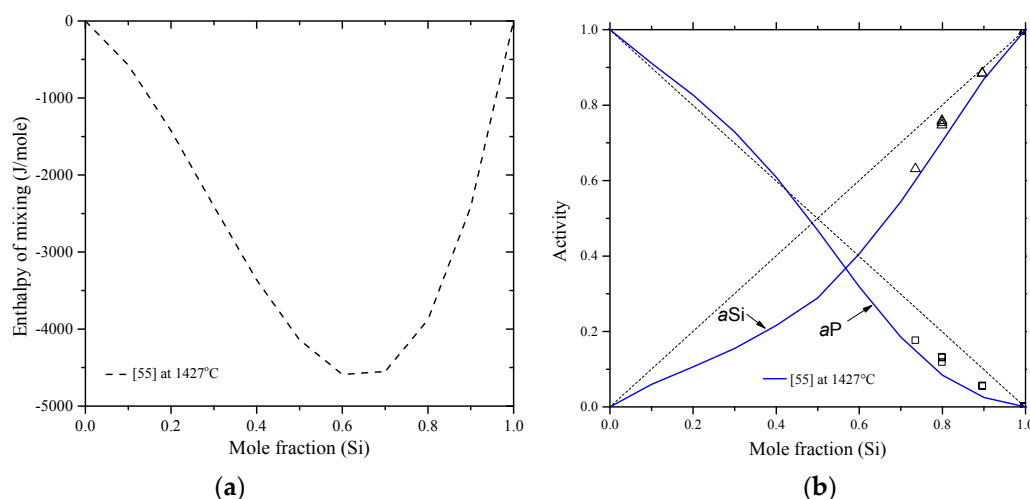 0
-1000
-2000
-3000
-4000
-5000
Enthalpy of mixing (J/mole)
[55] at 1427°C
0.0 0.2 0.4 0.6 0.8 1.0
Mole fraction (Si)
(a)
1.0
0.8
0.6
0.4
0.2
0.0
Activity
aSi
aP
[55] at 1427°C
0.0 0.2 0.4 0.6 0.8 1.0
Mole fraction (Si)
(b)